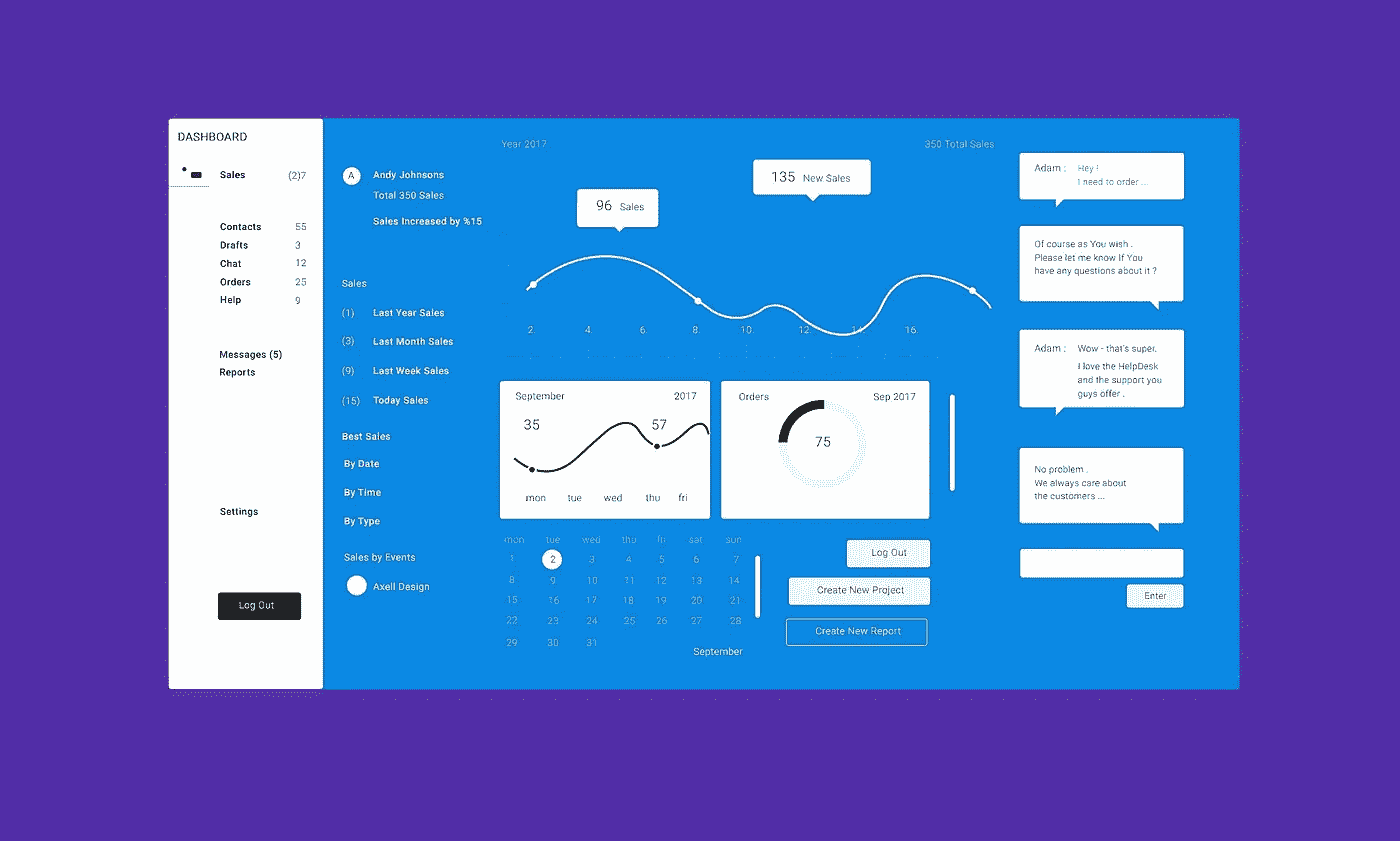 DASHBOARD
Sales (2)7
Contacts 55
Drafts 3
Chat 12
Orders 25
Help 9
Messages (5)
Reports
Settings
Log Out
A Andy Johnsons
Total 350 Sales
Sales Increased by %15
Sales
(1) Last Year Sales
(3) Last Month Sales
(9) Last Week Sales
(15) Today Sales
Best Sales
By Date
By Time
By Type
Sales by Events
Axell Design
Year 2017 350 Total Sales
135 New Sales
96 Sales
2. 4. 6. 8. 10. 12. 14. 16.
September 2017
35 57
mon tue wed thu fri
Orders Sep 2017
75
mon tue wed thu fri sat sun
1 2 3 4 5 6 7
8 9 10 11 12 13 14
15 16 17 18 19 20 21
22 23 24 25 26 27 28
29 30 31
September
Log Out
Create New Project
Create New Report
Adam : Hey !
I need to order ...
Of course as You wish .
Please let me know If You
have any questions about it ?
Adam : Wow - that's super.
I love the HelpDesk
and the support you
guys offer .
No problem .
We always care about
the customers ...
Enter